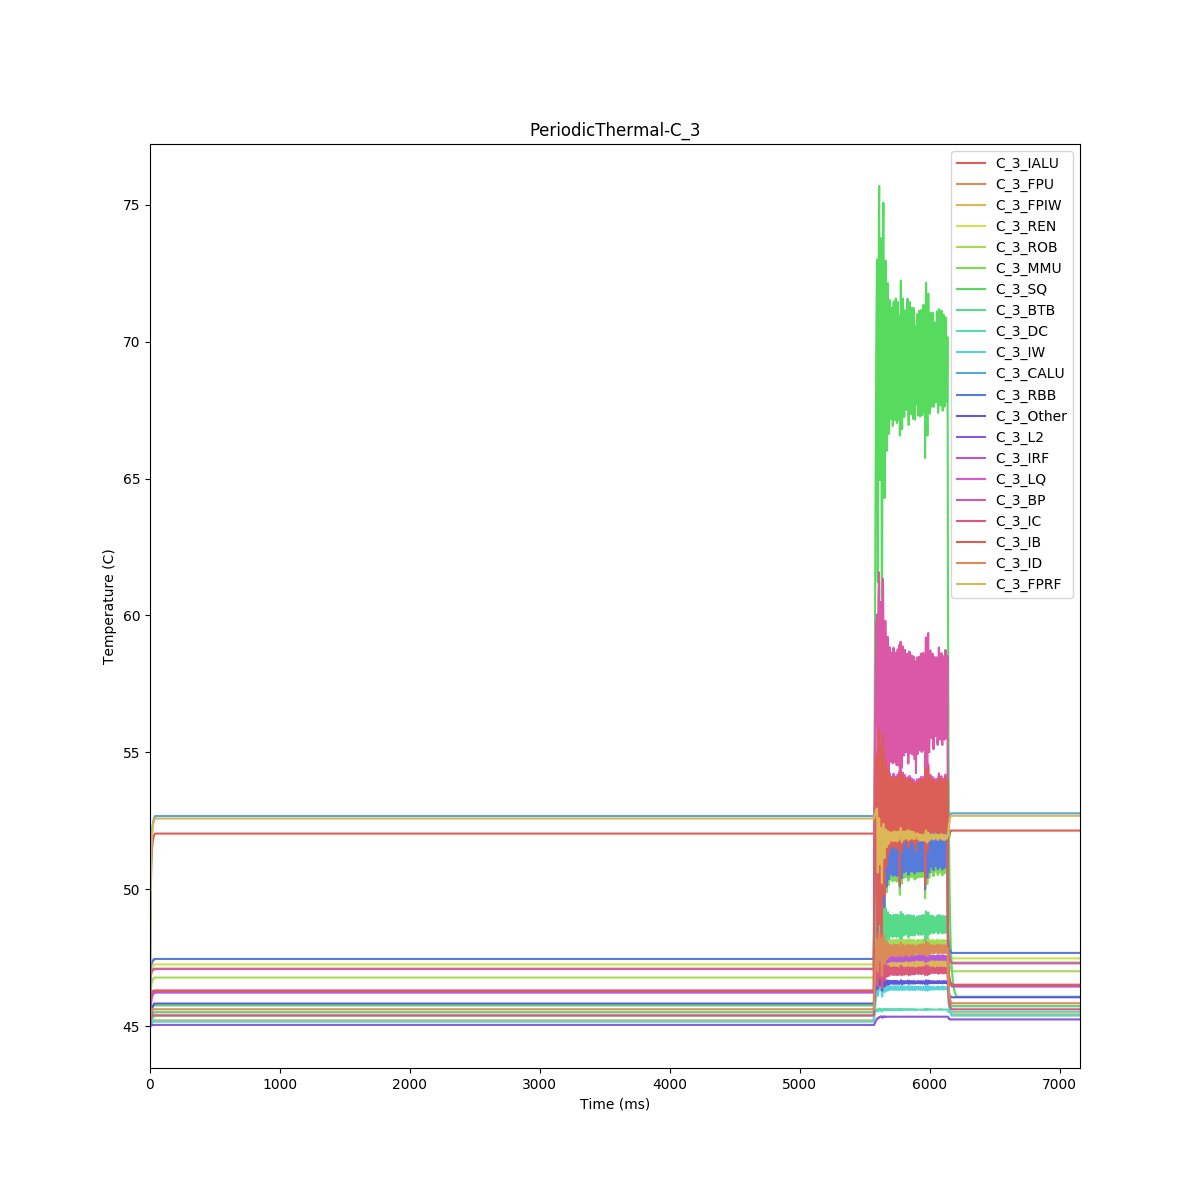 PeriodicThermal-C_3
C_3_IALU
C_3_FPU
C_3_FPIW
C_3_REN
C_3_ROB
C_3_MMU
C_3_SQ
C_3_BTB
C_3_DC
C_3_IW
C_3_CALU
C_3_RBB
C_3_Other
C_3_L2
C_3_IRF
C_3_LQ
C_3_BP
C_3_IC
C_3_IB
C_3_ID
C_3_FPRF
75
70
65
60
55
50
45
Temperature (C)
0 1000 2000 3000 4000 5000 6000 7000
Time (ms)